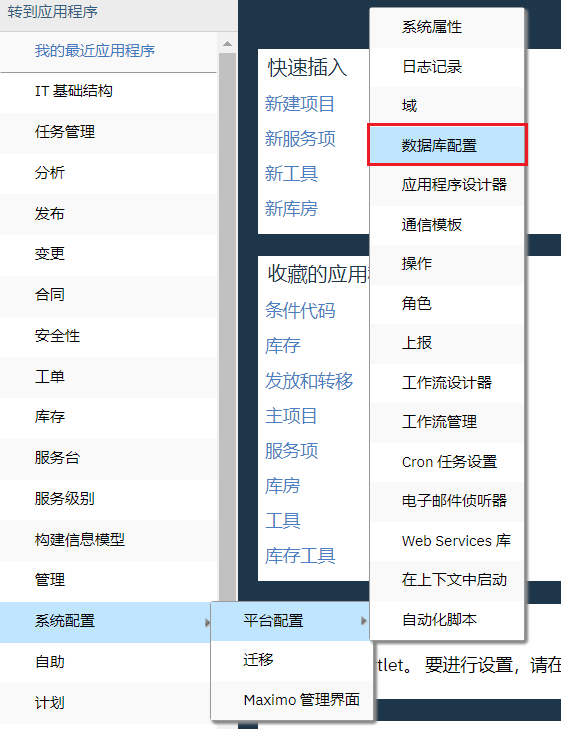 转到应用程序
我的最近应用程序
IT 基础结构
任务管理
分析
发布
变更
合同
安全性
工单
库存
服务台
服务级别
构建信息模型
管理
系统配置
自助
计划
平台配置
迁移
Maximo 管理界面
系统属性
日志记录
域
数据库配置
应用程序设计器
通信模板
操作
角色
上报
工作流设计器
工作流管理
Cron 任务设置
电子邮件侦听器
Web Services 库
在上下文中启动
自动化脚本
快速插入
新建项目
新服务项
新工具
新库房
收藏的应用
条件代码
库存
发放和转移
主项目
服务项
库房
工具
库存工具
tlet。 要进行设置，请在